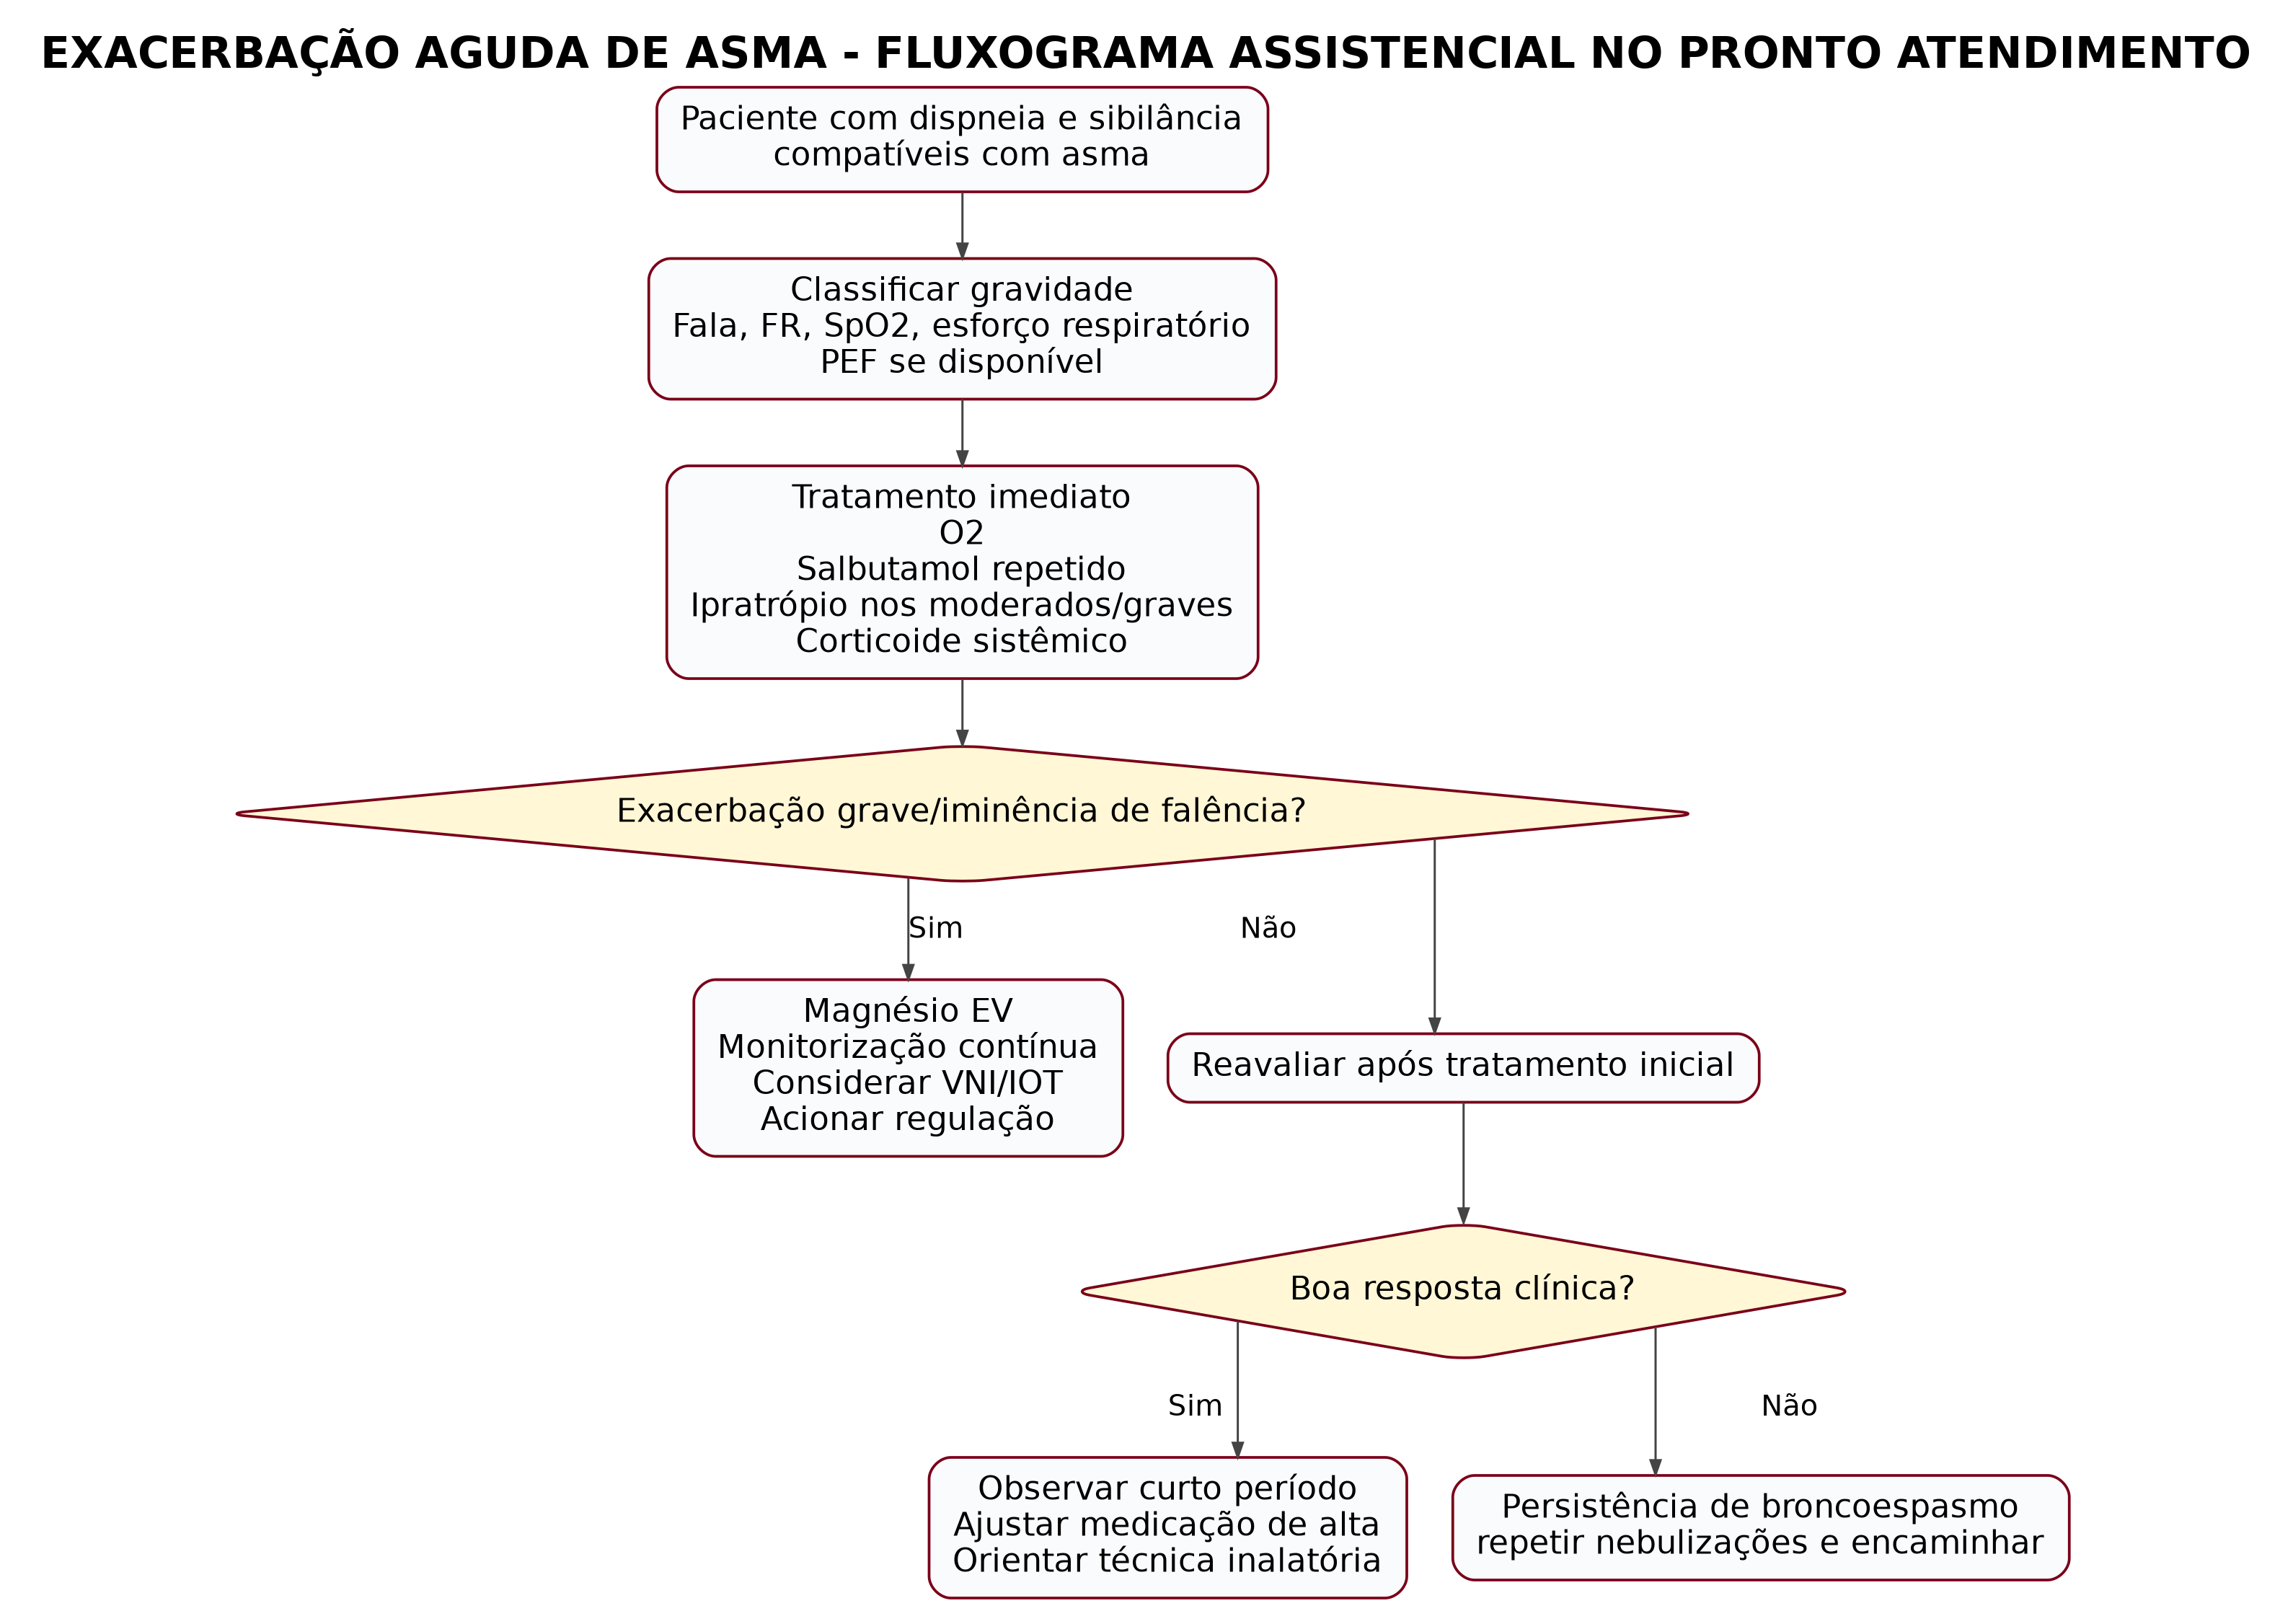 EXACERBAÇÃO AGUDA DE ASMA - FLUXOGRAMA ASSISTENCIAL NO PRONTO ATENDIMENTO
Paciente com dispneia e sibilância
compatíveis com asma
Classificar gravidade
Fala, FR, SpO2, esforço respiratório
PEF se disponível
Tratamento imediato
O2
Salbutamol repetido
Ipratrópio nos moderados/graves
Corticoide sistêmico
Exacerbação grave/iminência de falência?
Sim
Não
Magnésio EV
Monitorização contínua
Considerar VNI/IOT
Acionar regulação
Reavaliar após tratamento inicial
Boa resposta clínica?
Sim
Não
Observar curto período
Ajustar medicação de alta
Orientar técnica inalatória
Persistência de broncoespasmo
repetir nebulizações e encaminhar